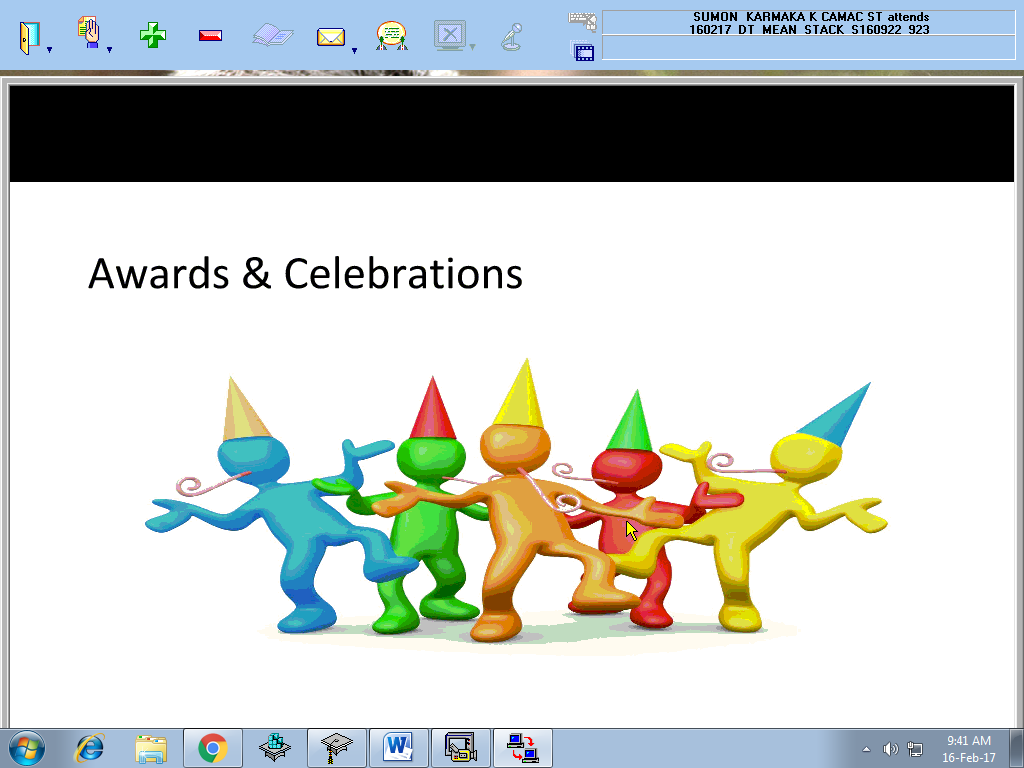 SUMON KARMAKA K CAMAC ST attends
160217 DT MEAN STACK S160922 923
Awards & Celebrations
9:41 AM
16-Feb-17